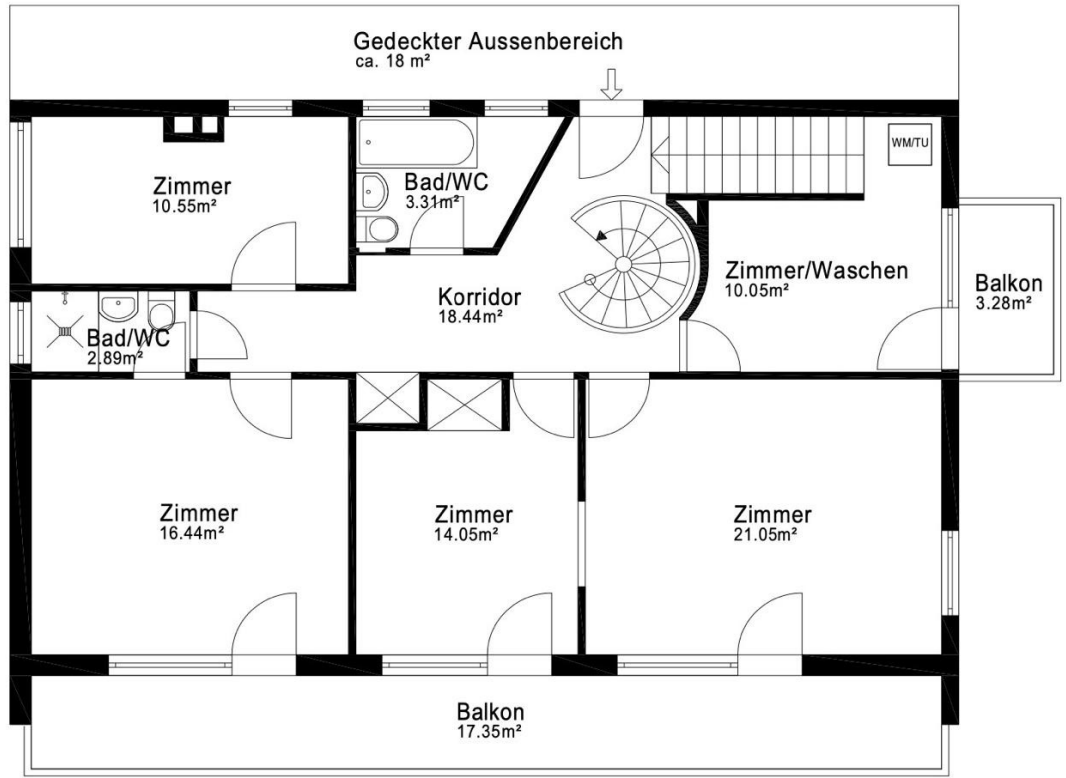 Gedeckter Aussenbereich
ca. 18 m²
WM/TU
Zimmer
10.55m²
Bad/WC
3.31m²
Zimmer/Waschen
10.05m²
Balkon
3.28m²
Korridor
18.44m²
Bad/WC
2.89m²
Zimmer
16.44m²
Zimmer
14.05m²
Zimmer
21.05m²
Balkon
17.35m²